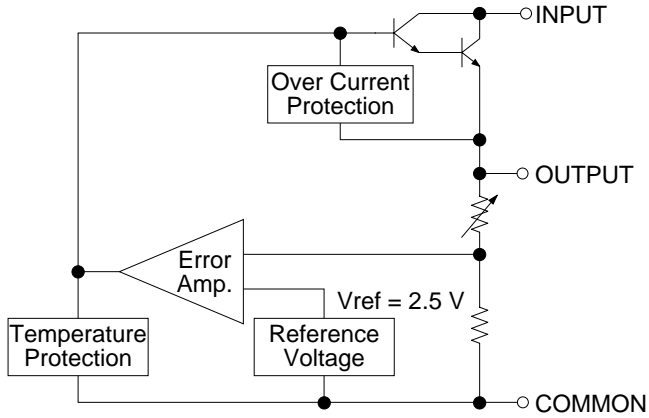 INPUT
Over Current
Protection
OUTPUT
Error
Amp.
Vref = 2.5 V
Temperature
Protection
Reference
Voltage
COMMON